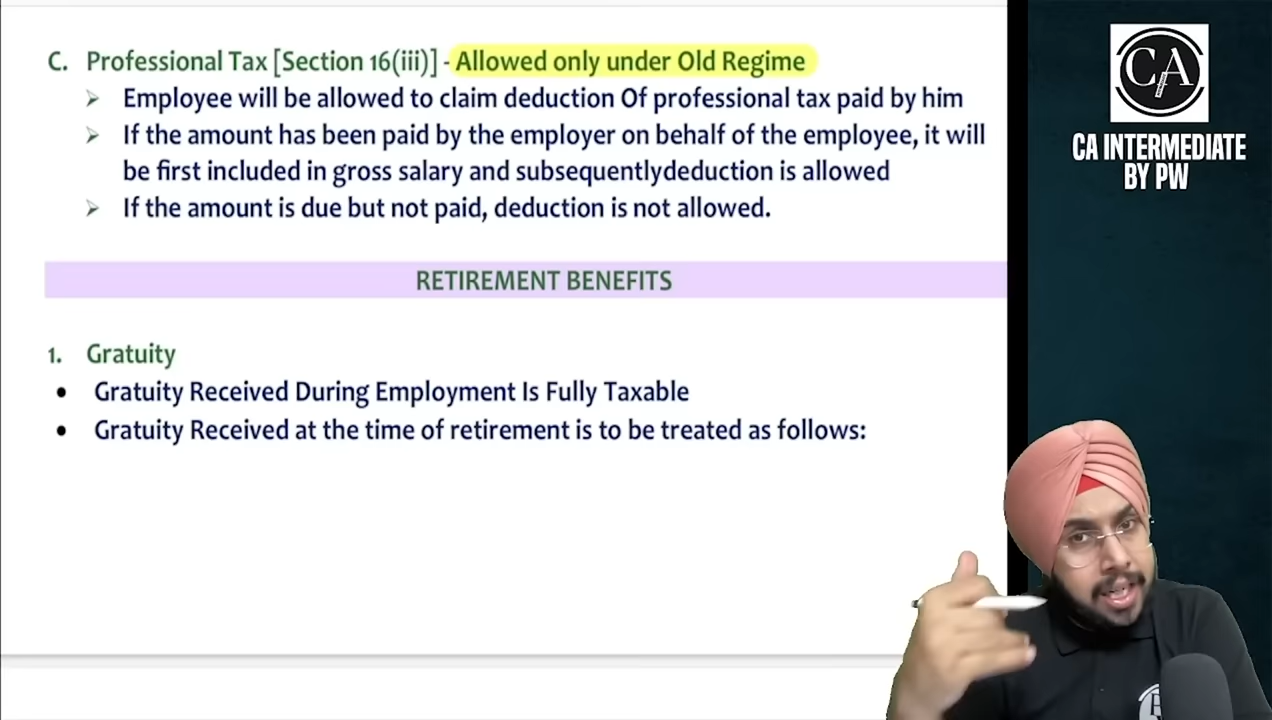 C. Professional Tax [Section 16(iii)] - Allowed only under Old Regime
➢ Employee will be allowed to claim deduction Of professional tax paid by him
➢ If the amount has been paid by the employer on behalf of the employee, it will
be first included in gross salary and subsequentlydeduction is allowed
➢ If the amount is due but not paid, deduction is not allowed.
RETIREMENT BENEFITS
1. Gratuity
• Gratuity Received During Employment Is Fully Taxable
• Gratuity Received at the time of retirement is to be treated as follows:
CA
CA INTERMEDIATE
BY PW